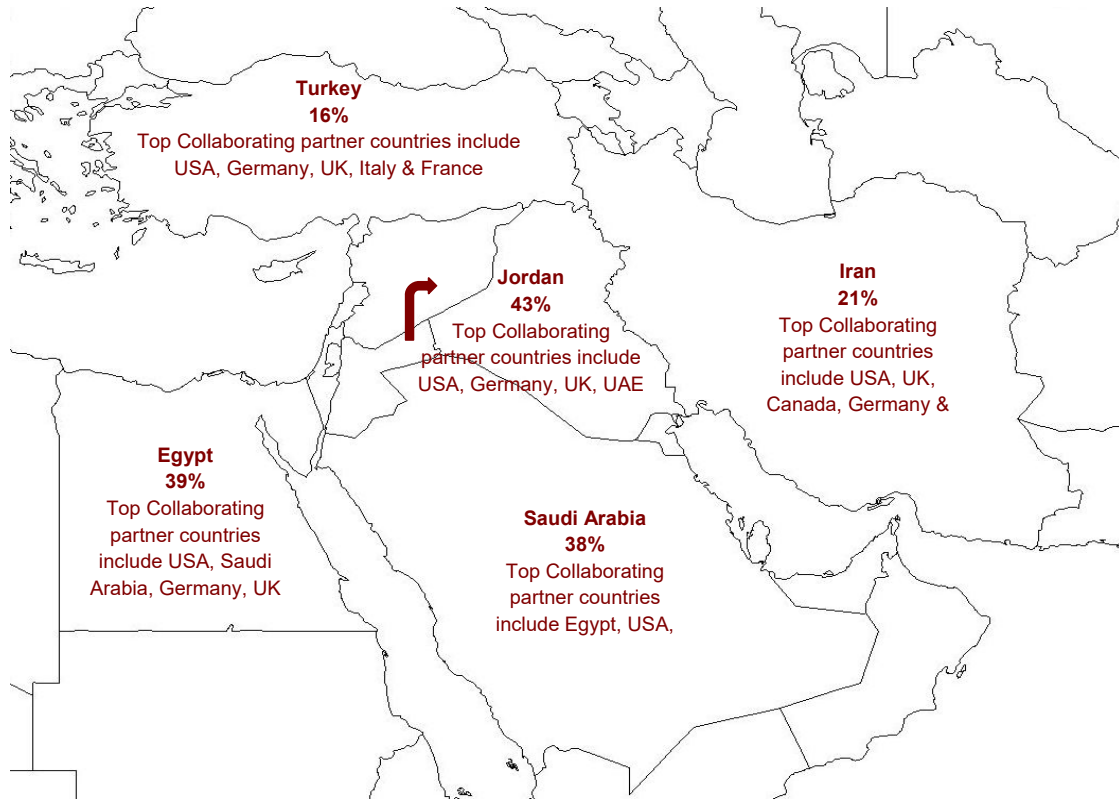 Turkey
16%
Top Collaborating partner countries include
USA, Germany, UK, Italy & France
Jordan
43%
Top Collaborating
partner countries include
USA, Germany, UK, UAE
Iran
21%
Top Collaborating
partner countries
include USA, UK,
Canada, Germany &
Egypt
39%
Top Collaborating
partner countries
include USA, Saudi
Arabia, Germany, UK
Saudi Arabia
38%
Top Collaborating
partner countries
include Egypt, USA,